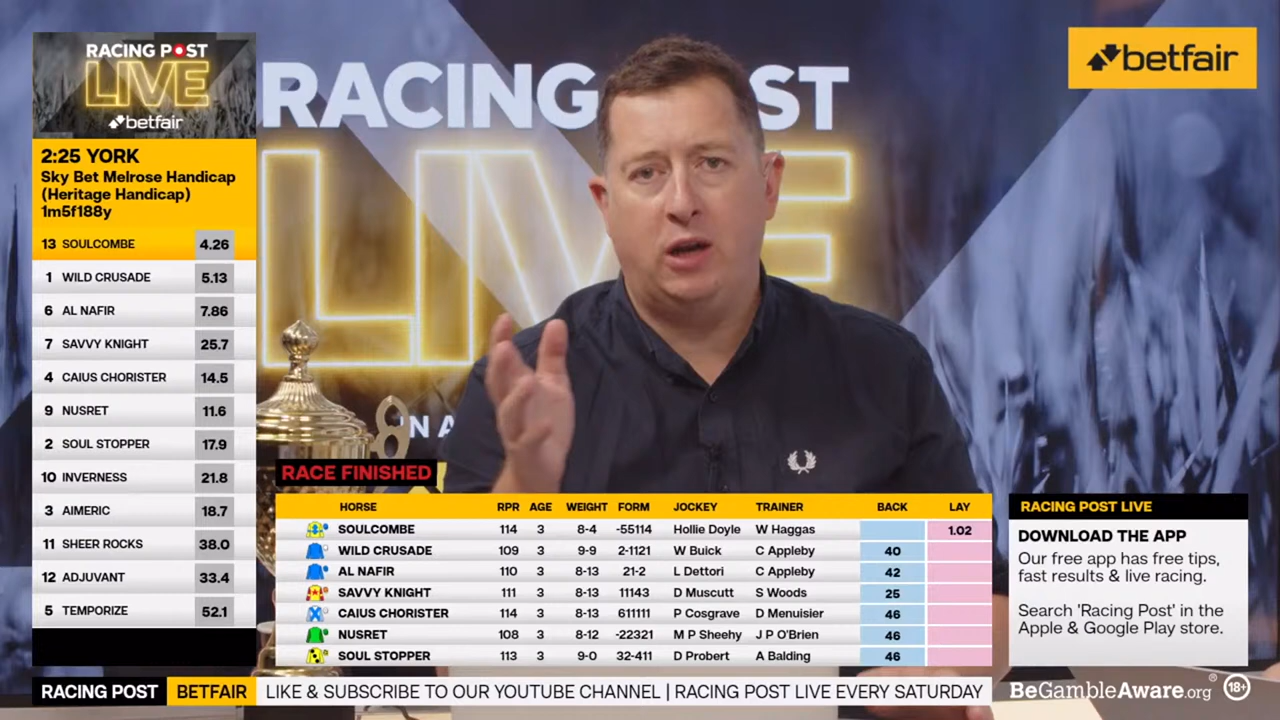 RACING POST
LIVE
betfair
2:25 YORK
Sky Bet Melrose Handicap
(Heritage Handicap)
1m5f188y
13 SOULCOMBE 4.26
1 WILD CRUSADE 5.13
6 AL NAFIR 7.86
7 SAVVY KNIGHT 25.7
4 CAIUS CHORISTER 14.5
9 NUSRET 11.6
2 SOUL STOPPER 17.9
10 INVERNESS 21.8
3 AIMERIC 18.7
11 SHEER ROCKS 38.0
12 ADJUVANT 33.4
5 TEMPORIZE 52.1
RACING ST
LIVE
IN A
betfair
RACE FINISHED
HORSE RPR AGE WEIGHT FORM JOCKEY TRAINER BACK LAY
SOULCOMBE 114 3 8-4 -55114 Hollie Doyle W Haggas 1.02
WILD CRUSADE 109 3 9-9 2-1121 W Buick C Appleby 40
AL NAFIR 110 3 8-13 21-2 L Dettori C Appleby 42
SAVVY KNIGHT 111 3 8-13 11143 D Muscutt S Woods 25
CAIUS CHORISTER 114 3 8-13 611111 P Cosgrave D Menuisier 46
NUSRET 108 3 8-12 -22321 M P Sheehy J P O'Brien 46
SOUL STOPPER 113 3 9-0 32-411 D Probert A Balding 46
RACING POST LIVE
DOWNLOAD THE APP
Our free app has free tips,
fast results & live racing.
Search 'Racing Post' in the
Apple & Google Play store.
RACING POST BETFAIR LIKE & SUBSCRIBE TO OUR YOUTUBE CHANNEL | RACING POST LIVE EVERY SATURDAY
BeGambleAware.org® 18+